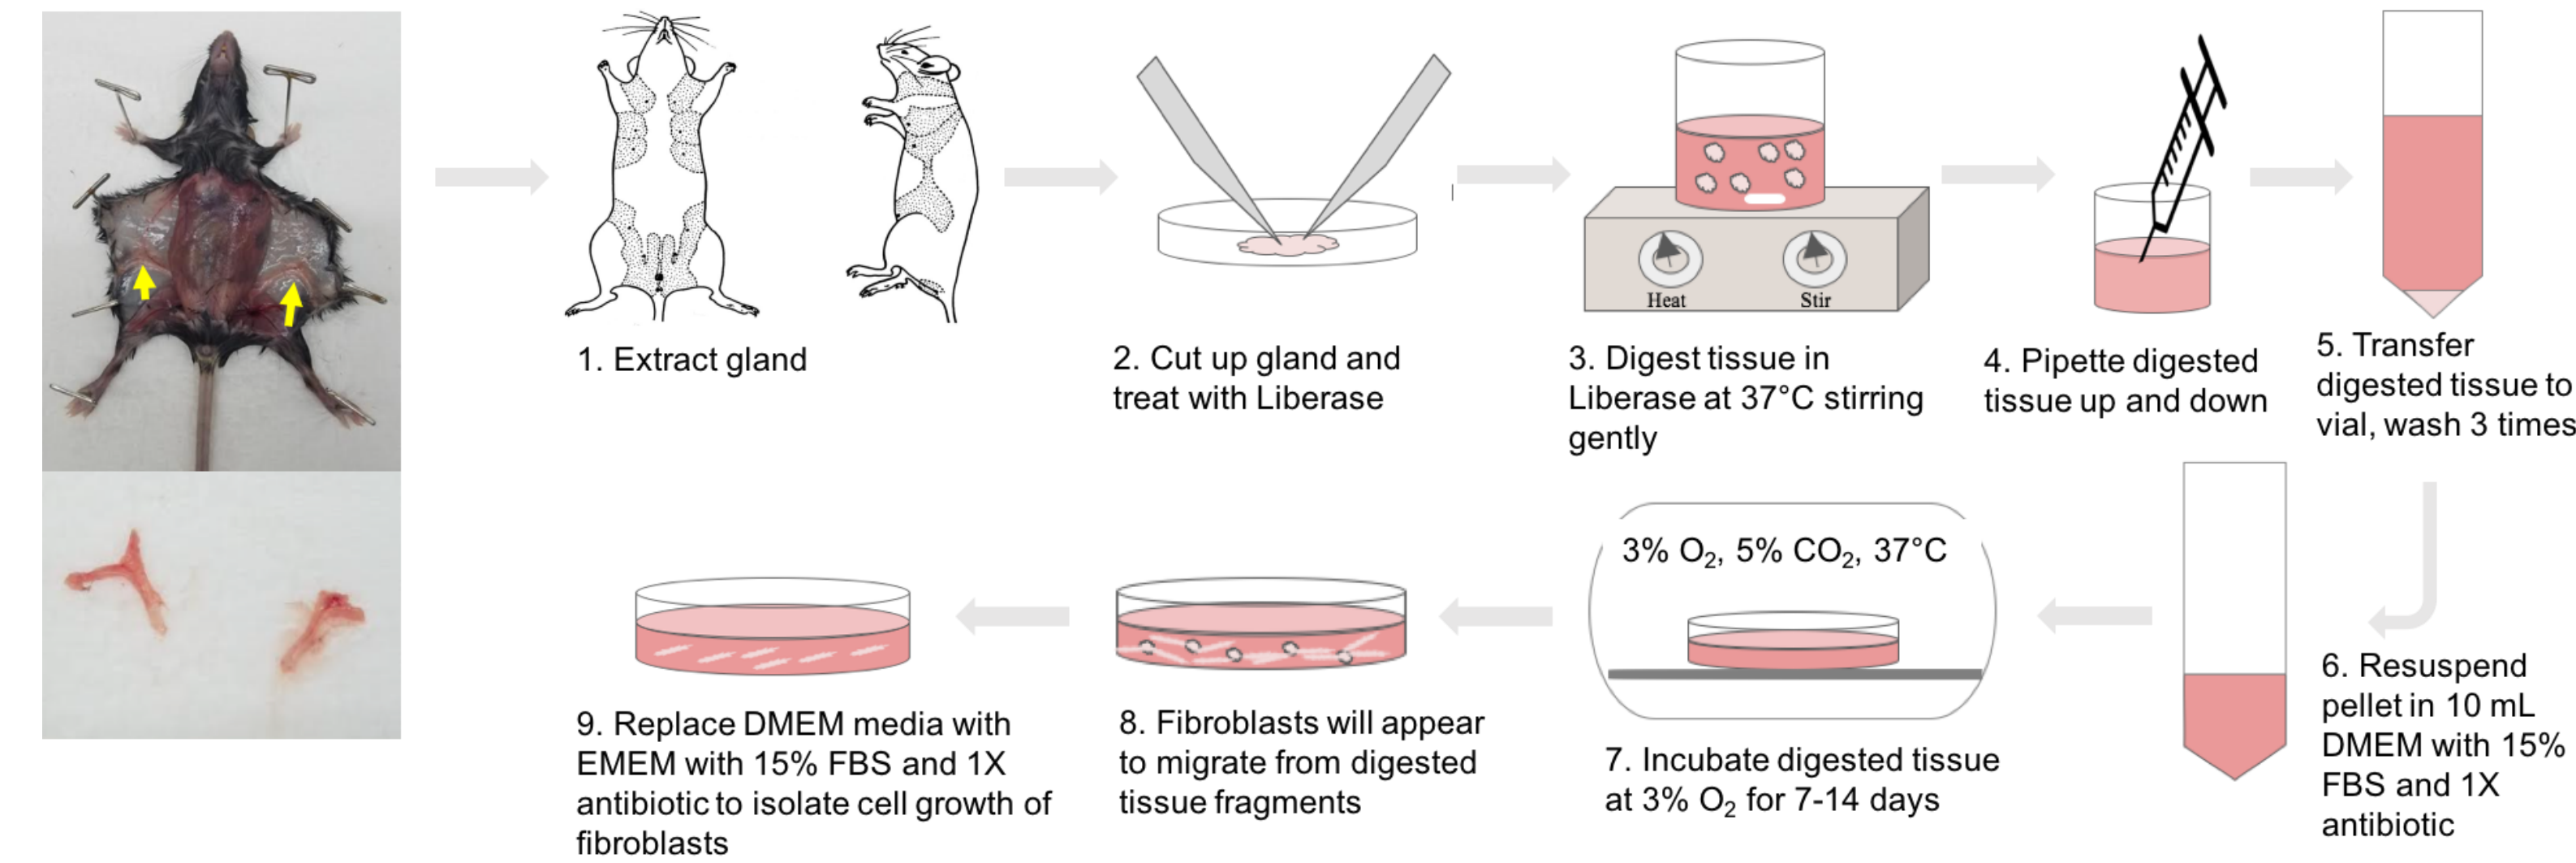 1. Extract gland
2. Cut up gland and
treat with Liberase
Heat
Stir
3. Digest tissue in
Liberase at 37°C stirring
gently
4. Pipette digested
tissue up and down
5. Transfer
digested tissue to
vial, wash 3 times
6. Resuspend
pellet in 10 mL
DMEM with 15%
FBS and 1X
antibiotic
3% O₂, 5% CO₂, 37°C
7. Incubate digested tissue
at 3% O₂ for 7-14 days
8. Fibroblasts will appear
to migrate from digested
tissue fragments
9. Replace DMEM media with
EMEM with 15% FBS and 1X
antibiotic to isolate cell growth of
fibroblasts